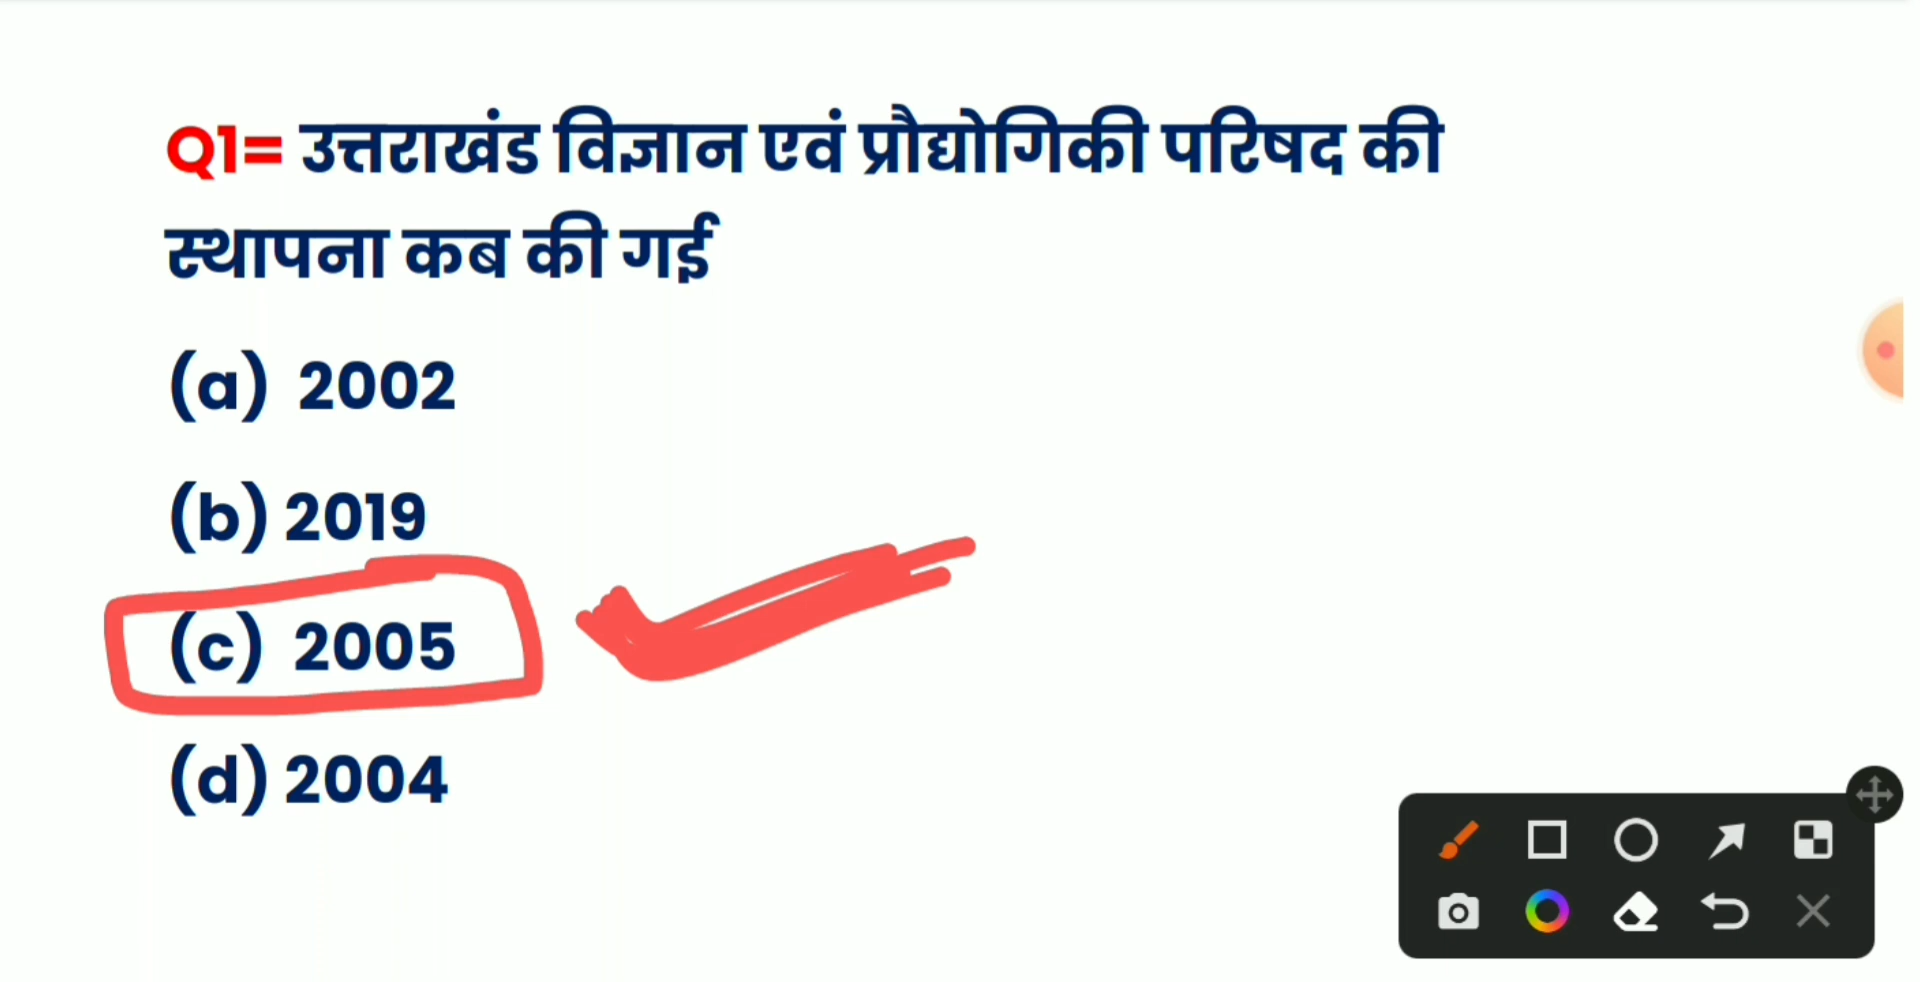 Q1= उत्तराखंड विज्ञान एवं प्रौद्योगिकी परिषद की
स्थापना कब की गई
(a) 2002
(b) 2019
(c) 2005
(d) 2004